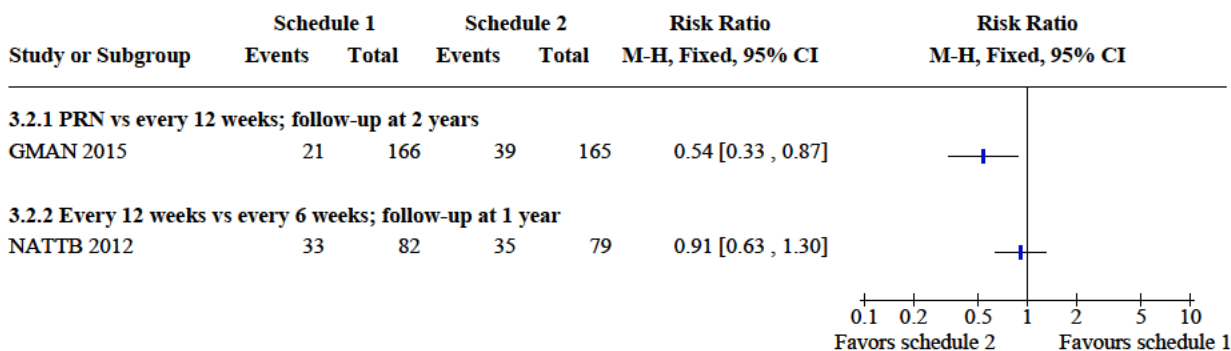 Schedule 1 Schedule 2 Risk Ratio Risk Ratio
Study or Subgroup Events Total Events Total M-H, Fixed, 95% CI M-H, Fixed, 95% CI
3.2.1 PRN vs every 12 weeks; follow-up at 2 years
GMAN 2015 21 166 39 165 0.54 [0.33 , 0.87]
3.2.2 Every 12 weeks vs every 6 weeks; follow-up at 1 year
NATTB 2012 33 82 35 79 0.91 [0.63 , 1.30]
0.1 0.2 0.5 1 2 5 10
Favors schedule 2 Favours schedule 1